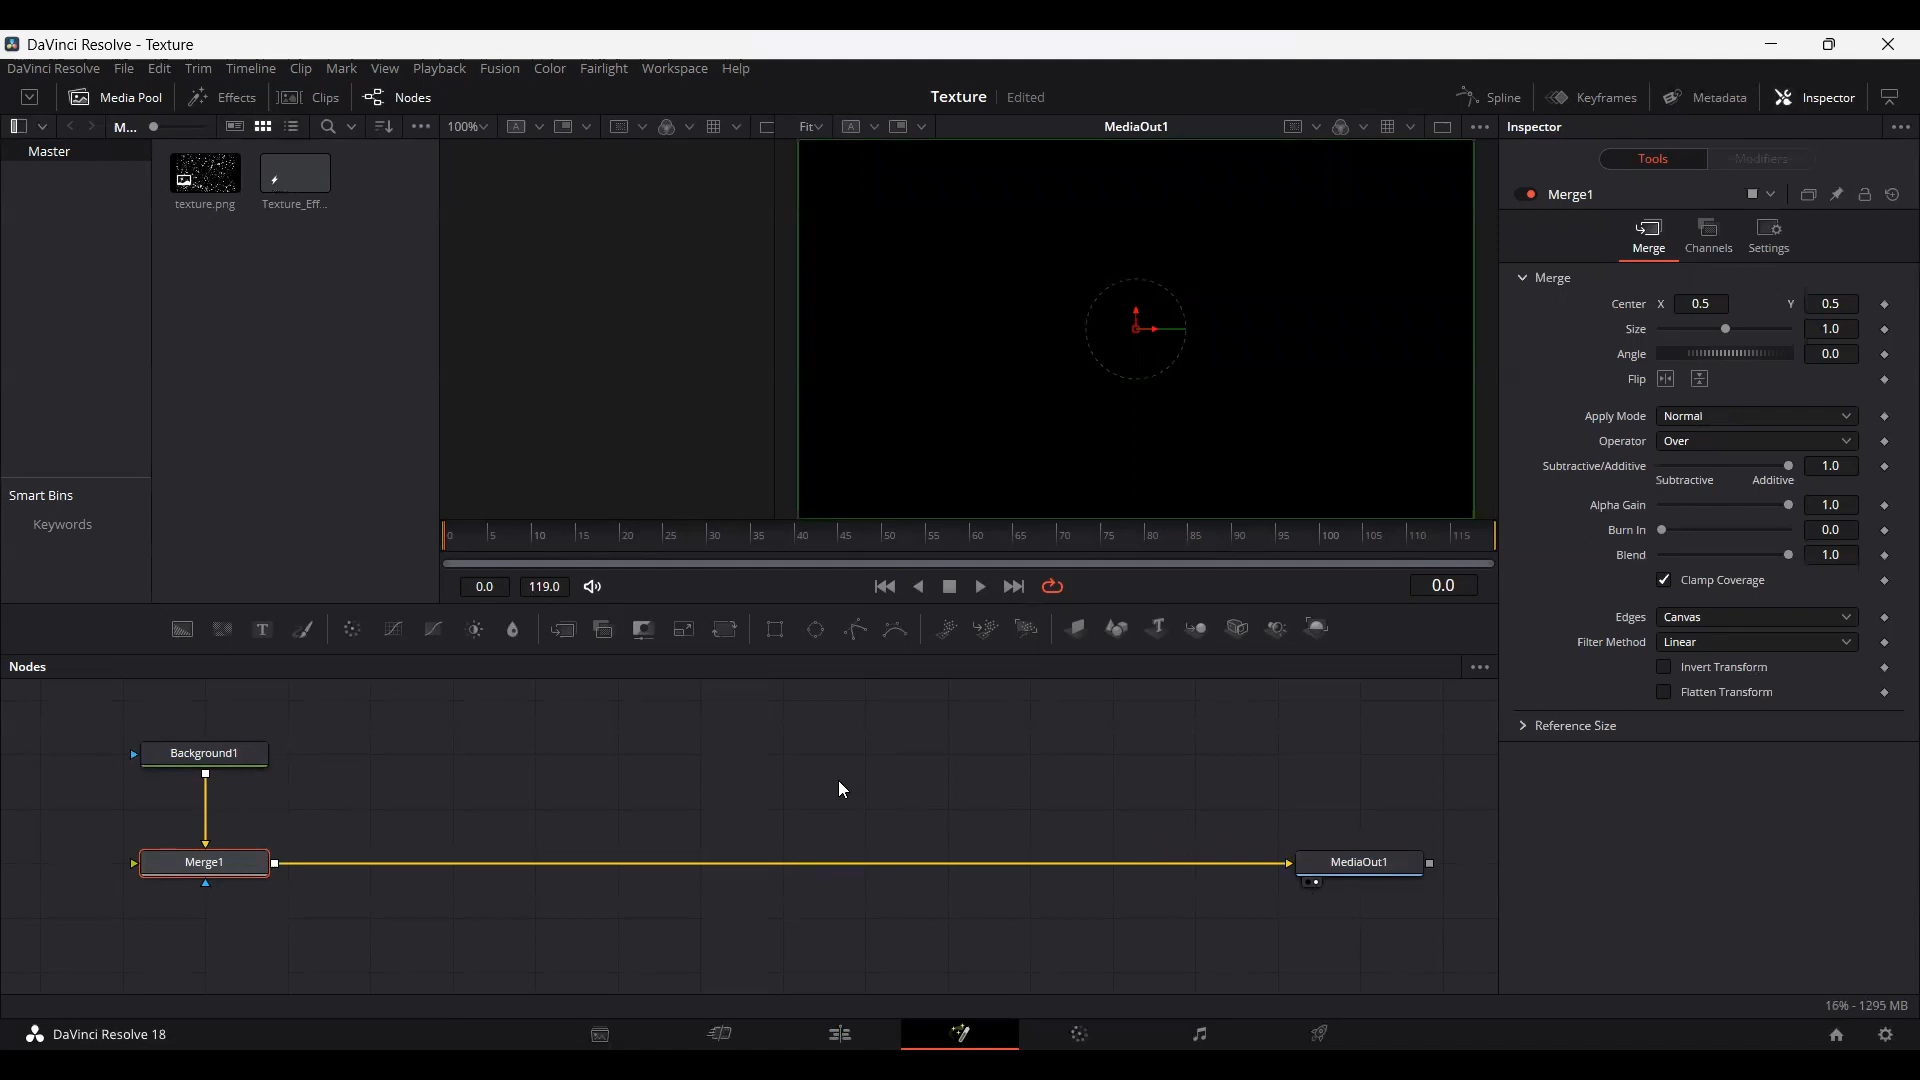 DaVinci Resolve - Texture
DaVinci Resolve File Edit Trim Timeline Clip Mark View Playback Fusion Color Fairlight Workspace Help
Media Pool Effects Clips Nodes Texture Edited Spline Keyframes Metadata Inspector
M... 100% A Fit A MediaOut1 Inspector
Master
Tools Modifiers
Merge1
texture.png Texture_Eff...
Merge Channels Settings
Merge
Center X 0.5 Y 0.5
Size 1.0
Angle 0.0
Flip
Apply Mode Normal
Operator Over
Subtractive/Additive 1.0
Subtractive Additive
Alpha Gain 1.0
Burn In 0.0
Blend 1.0
Clamp Coverage
Edges Canvas
Filter Method Linear
Invert Transform
Flatten Transform
Reference Size
Smart Bins
Keywords
0 5 10 15 20 25 30 35 40 45 50 55 60 65 70 75 80 85 90 95 100 105 110 115
0.0 119.0 0.0
T T
Nodes
Background1
Merge1
MediaOut1
16% - 1295 MB
DaVinci Resolve 18